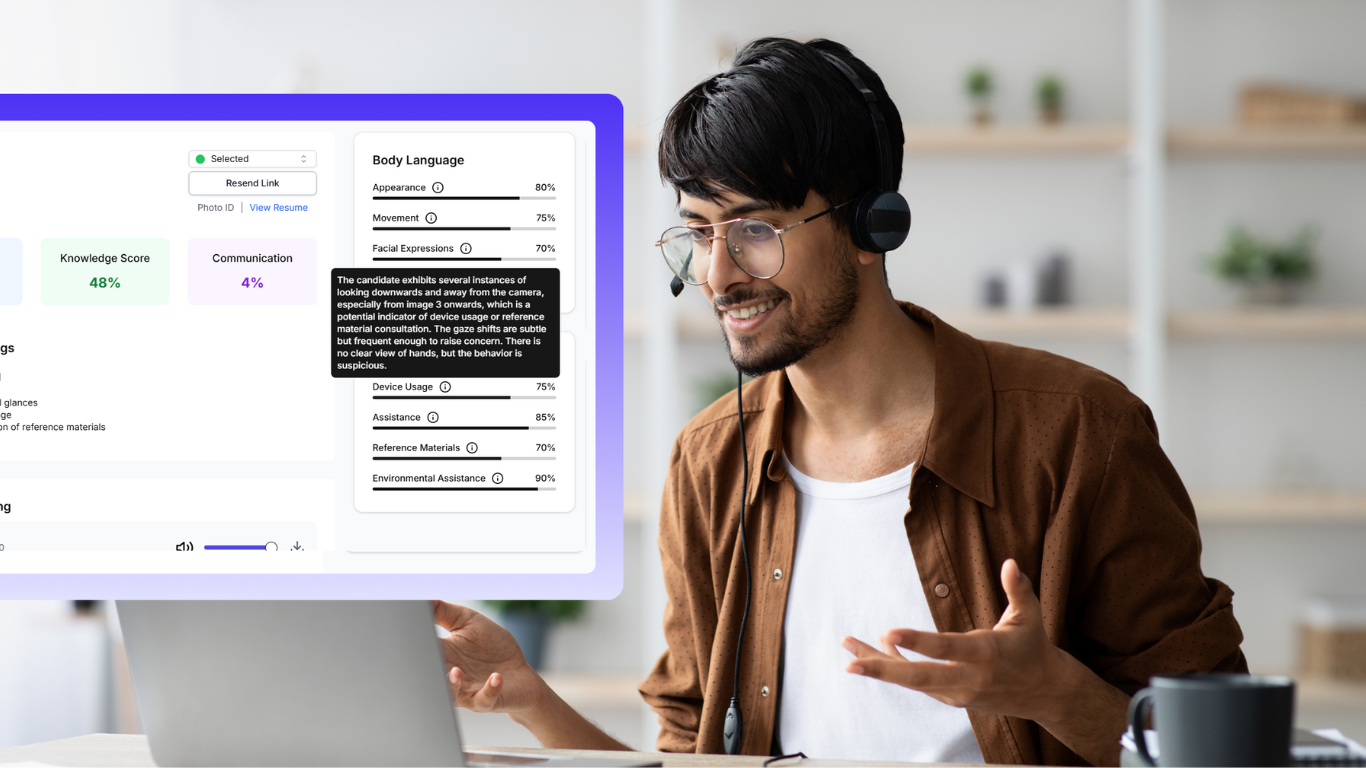 Selected
Resend Link
Photo ID | View Resume
Knowledge Score
48%
Communication
4%
gs
d glances
ge
on of reference materials
ng
0
Body Language
Appearance 80%
Movement 75%
Facial Expressions 70%
The candidate exhibits several instances of
looking downwards and away from the camera,
especially from image 3 onwards, which is a
potential indicator of device usage or reference
material consultation. The gaze shifts are subtle
but frequent enough to raise concern. There is
no clear view of hands, but the behavior is
suspicious.
Device Usage 75%
Assistance 85%
Reference Materials 70%
Environmental Assistance 90%